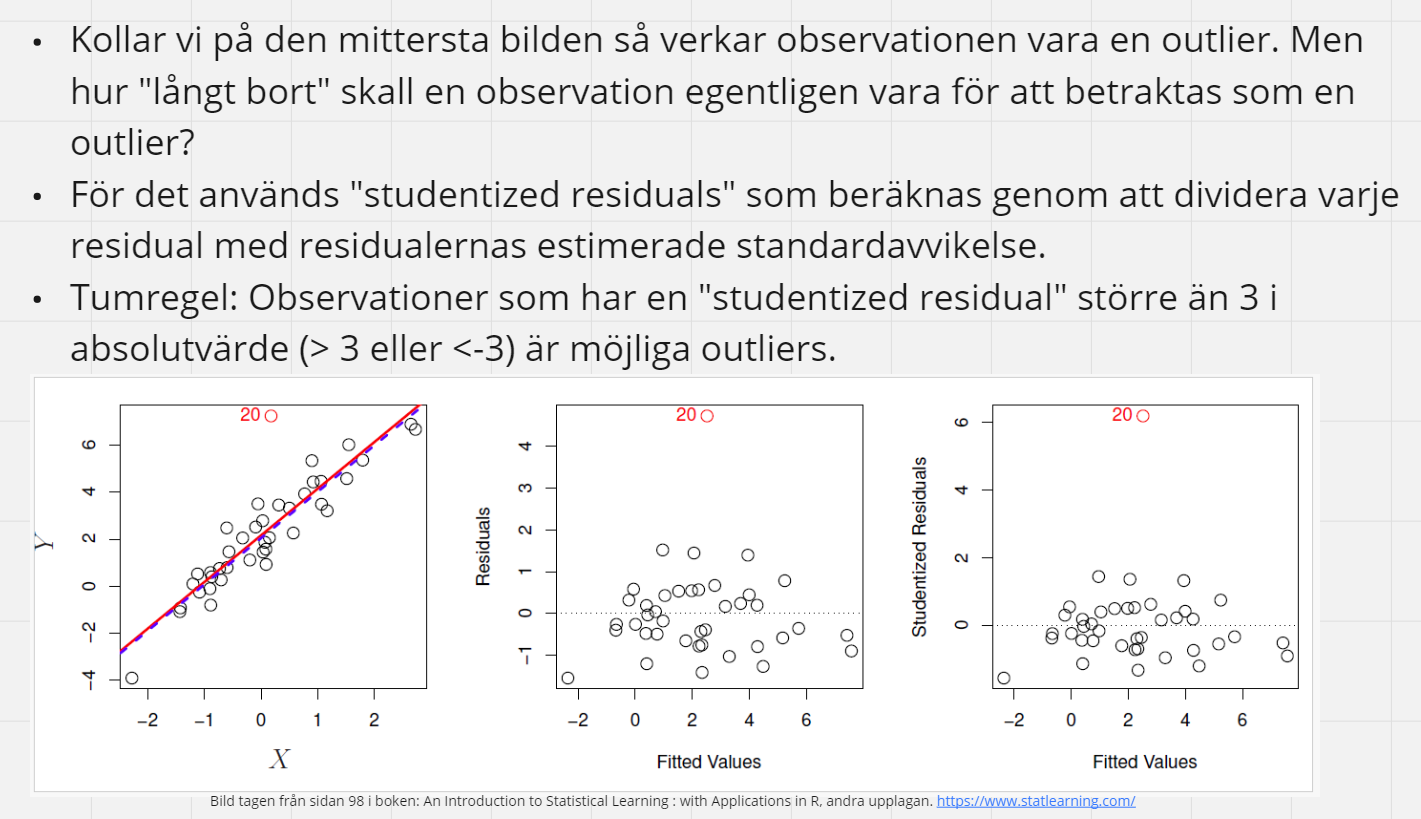 • Kollar vi på den mittersta bilden så verkar observationen vara en outlier. Men
hur "långt bort" skall en observation egentligen vara för att betraktas som en
outlier?
• För det används "studentized residuals" som beräknas genom att dividera varje
residual med residualernas estimerade standardavvikelse.
• Tumregel: Observationer som har en "studentized residual" större än 3 i
absolutvärde (> 3 eller <-3) är möjliga outliers.
20
Y
6
4
2
0
−2
−4
−2 −1 0 1 2
X
20
Residuals
4
3
2
1
0
−1
−2 0 2 4 6
Fitted Values
20
Studentized Residuals
6
4
2
0
−2 0 2 4 6
Fitted Values
Bild tagen från sidan 98 i boken: An Introduction to Statistical Learning : with Applications in R, andra upplagan. https://www.statlearning.com/